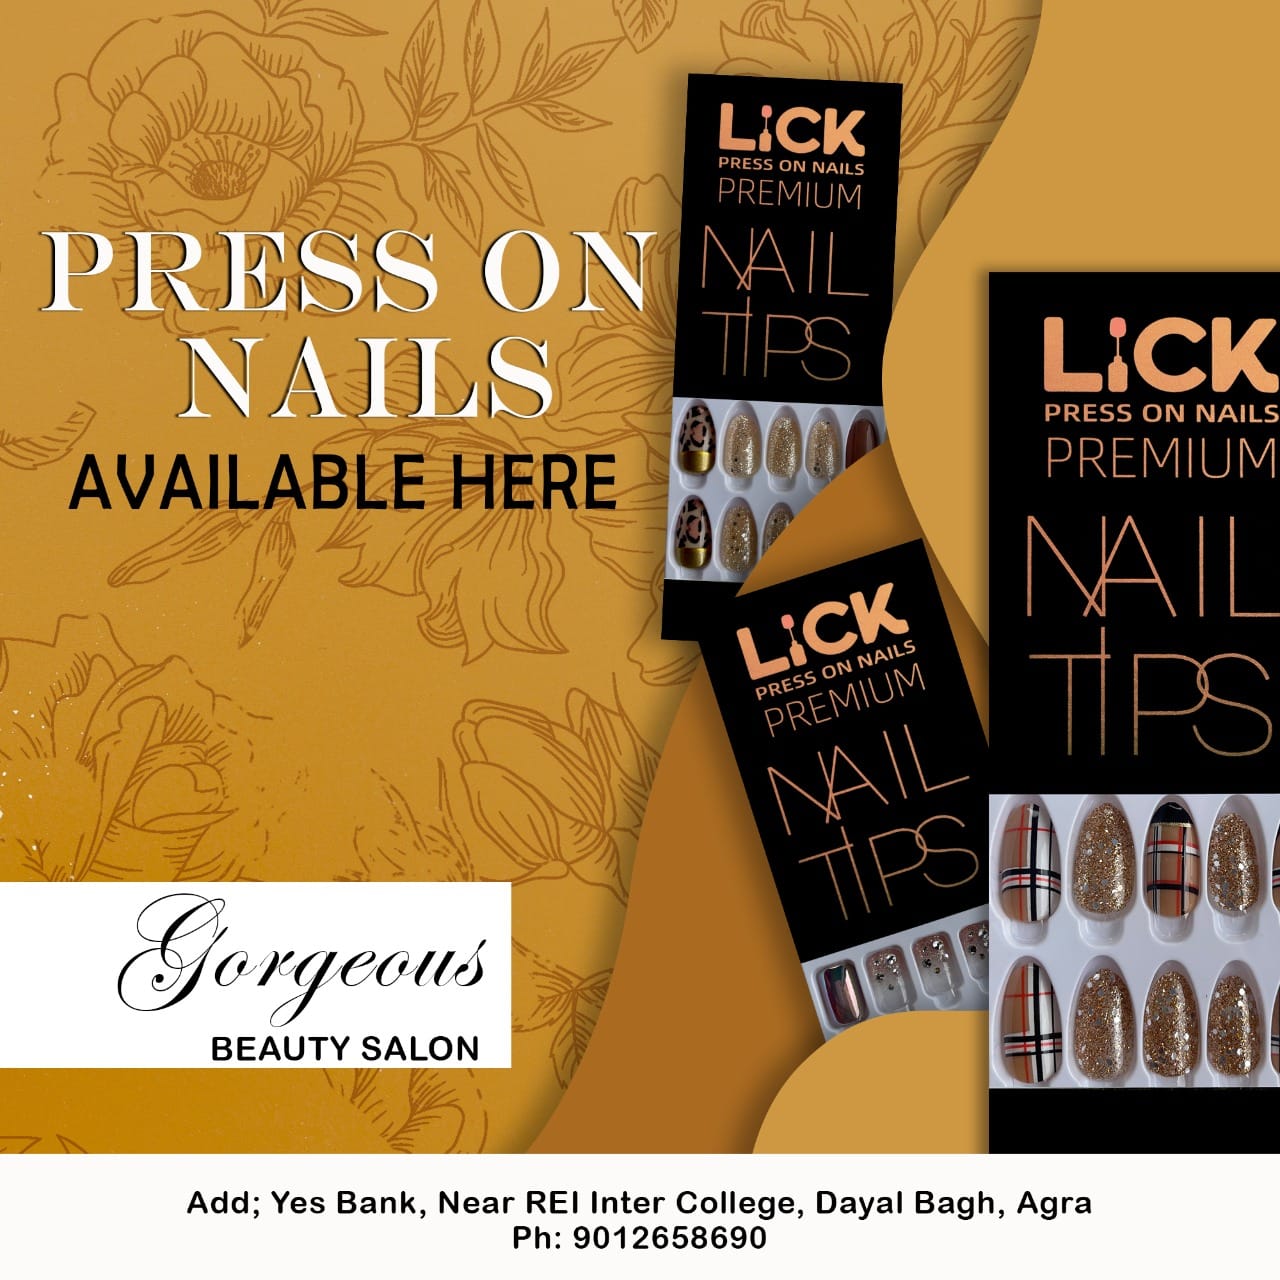 PRESS ON
NAILS
AVAILABLE HERE
LiCK
PRESS ON NAILS
PREMIUM
NAIL
TIPS
LiCK
PRESS ON NAILS
PREMIUM
NAIL
TIPS
LiCK
PRESS ON NAILS
PREMIUM
NAIL
TIPS
Gorgeous
BEAUTY SALON
Add; Yes Bank, Near REI Inter College, Dayal Bagh, Agra
Ph: 9012658690